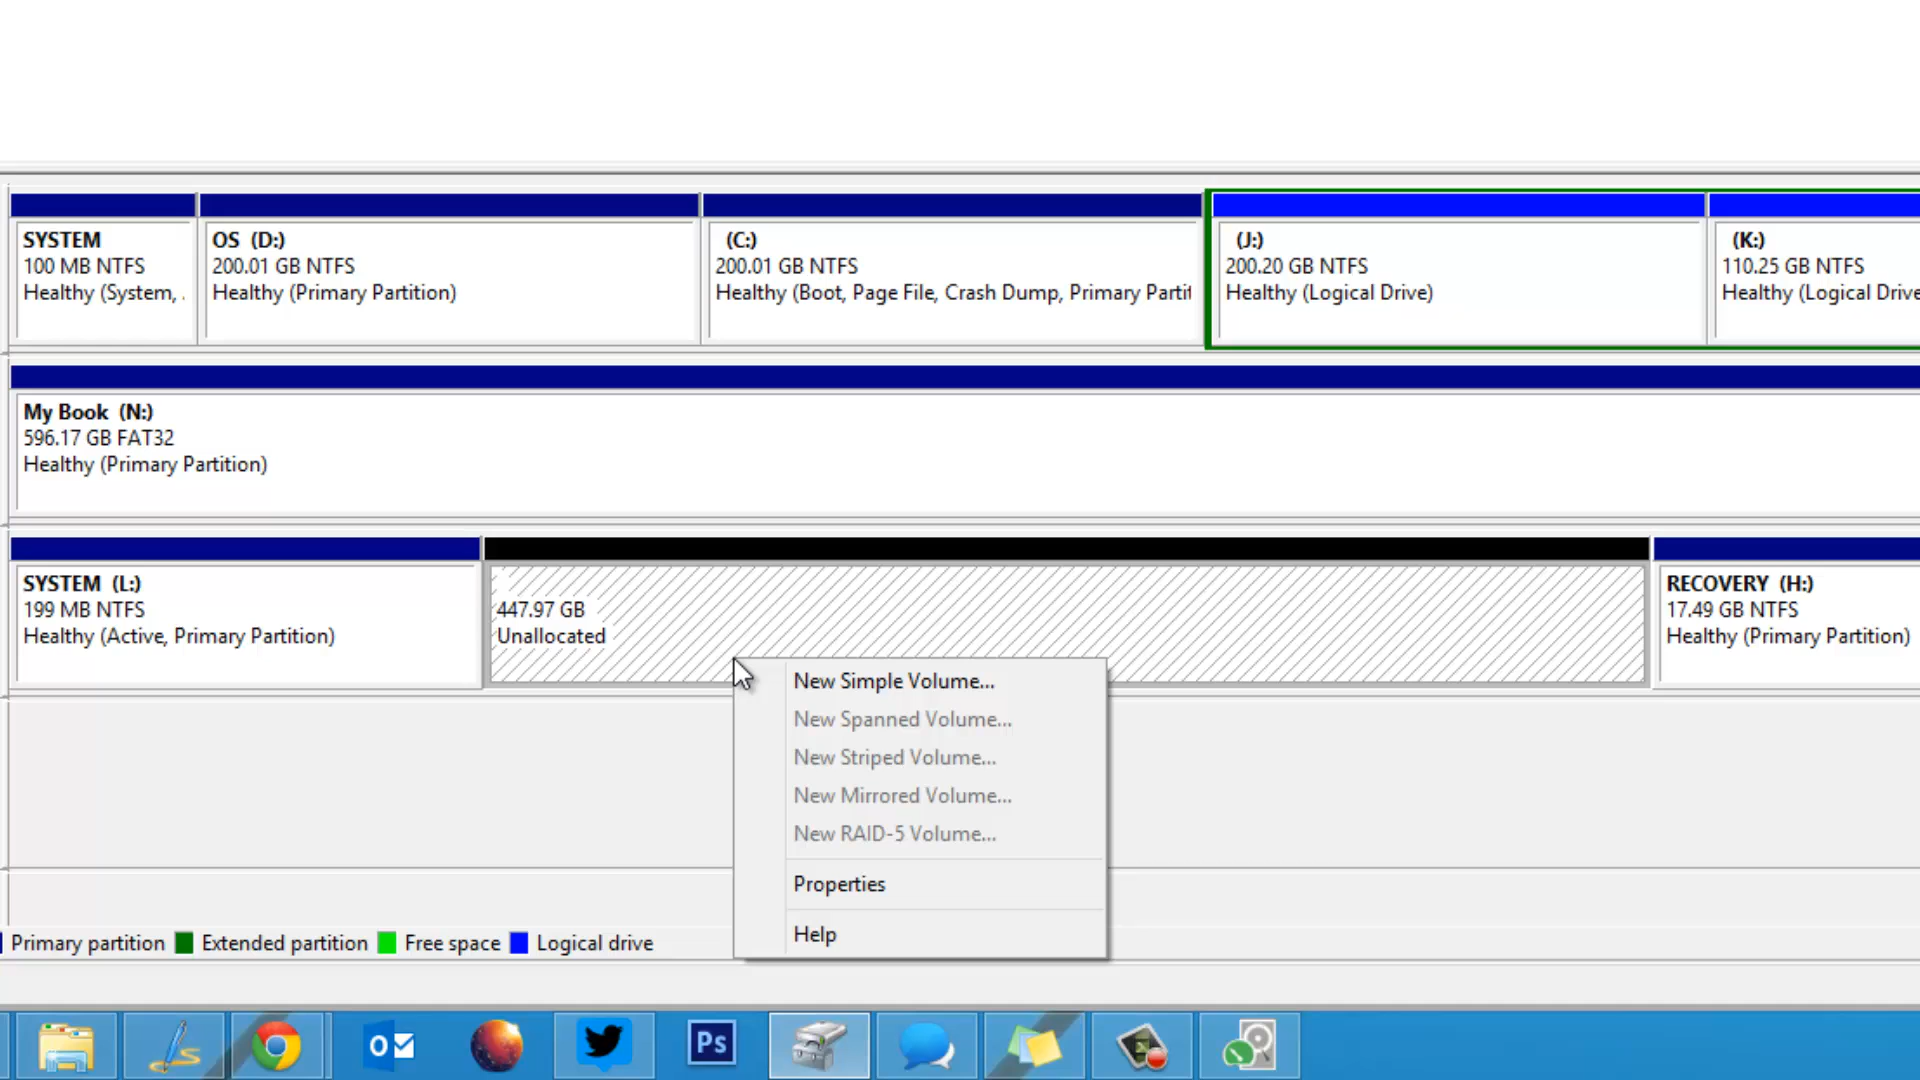 SYSTEM
100 MB NTFS
Healthy (System, .
OS (D:)
200.01 GB NTFS
Healthy (Primary Partition)
(C:)
200.01 GB NTFS
Healthy (Boot, Page File, Crash Dump, Primary Partit
(J:)
200.20 GB NTFS
Healthy (Logical Drive)
(K:)
110.25 GB NTFS
Healthy (Logical Drive
My Book (N:)
596.17 GB FAT32
Healthy (Primary Partition)
SYSTEM (L:)
199 MB NTFS
Healthy (Active, Primary Partition)
447.97 GB
Unallocated
RECOVERY (H:)
17.49 GB NTFS
Healthy (Primary Partition)
New Simple Volume...
New Spanned Volume...
New Striped Volume...
New Mirrored Volume...
New RAID-5 Volume...
Properties
Help
Primary partition Extended partition Free space Logical drive
Ps